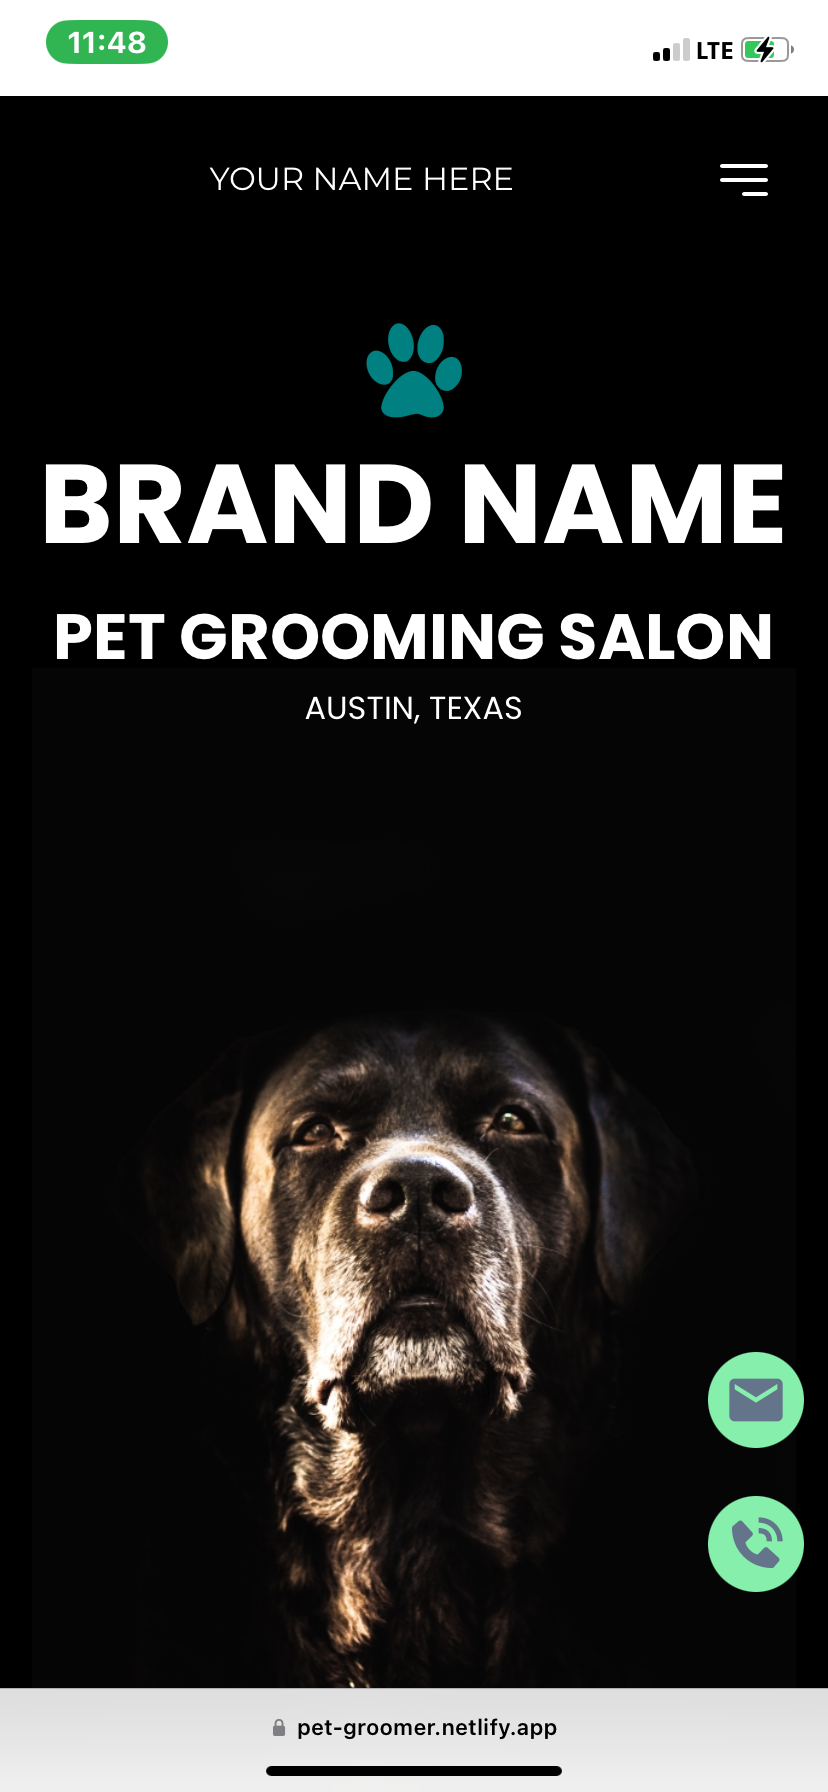 11:48
LTE
YOUR NAME HERE
BRAND NAME
PET GROOMING SALON
AUSTIN, TEXAS
pet-groomer.netlify.app